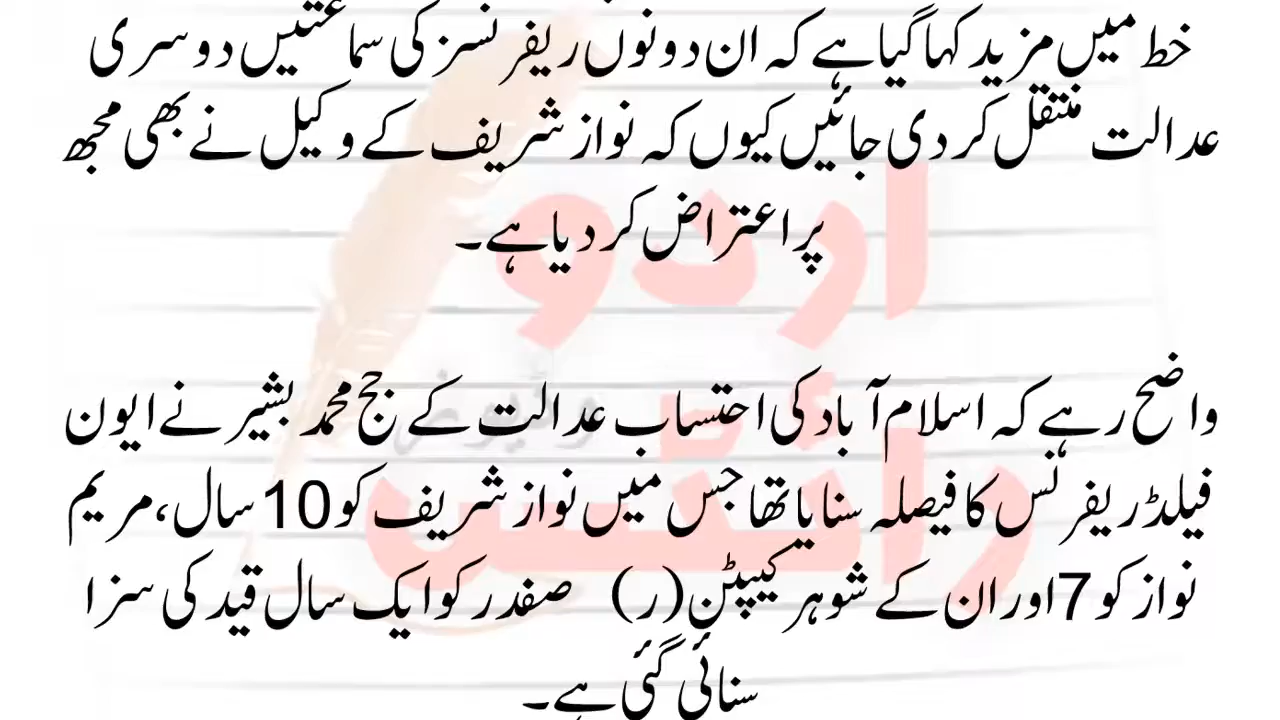 خط میں مزید کہا گیا ہے کہ ان دونوں ریفرنسز کی سماعتیں دوسری
عدالت منتقل کر دی جائیں کیوں کہ نواز شریف کے وکیل نے بھی مجھ
پر اعتراض کر دیا ہے۔
واضح رہے کہ اسلام آباد کی احتساب عدالت کے جج محمد بشیر نے ایون
فیلڈ ریفرنس کا فیصلہ سنایا تھا جس میں نواز شریف کو 10 سال، مریم
نواز کو 7 اور ان کے شوہر کیپٹن (ر) صفدر کو ایک سال قید کی سزا
سنائی گئی ہے۔
اردو
رائٹس